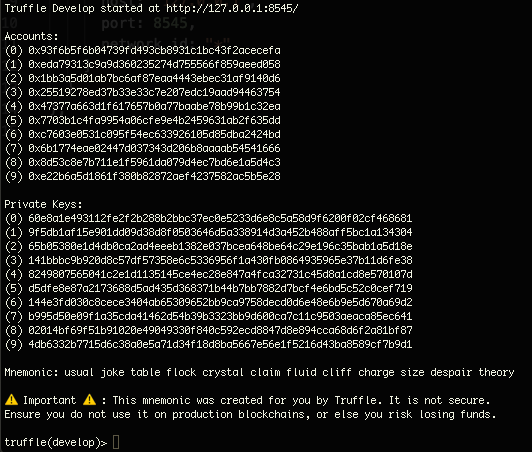 Truffle Develop started at http://127.0.0.1:8545/
port: 8545,
Accounts:
(0) 0x93f6b5f6b04739fd493cb8931c1bc43f2acecefa
(1) 0xeda79313c9a9d360235274d755566f859aeed058
(2) 0x1bb3a5d01ab7bc6af87eaa4443ebec31af9140d6
(3) 0x25519278ed37b33e33c7e207edc19aad94463754
(4) 0x47377a663d1f617657b0a77baabe78b99b1c32ea
(5) 0x7703b1c4fa9954a06cfe9e4b2459631ab2f635dd
(6) 0xc7603e0531c095f54ec633926105d85dba2424bd
(7) 0x6b1774eae02447d037343d206b8aaaab54541666
(8) 0x8d53c8e7b711e1f5961da079d4ec7bd6e1a5d4c3
(9) 0xe22b6a5d1861f380b82872aef4237582ac5b5e28
Private Keys:
(0) 60e8a1e493112fe2f2b288b2bbc37ec0e5233d6e8c5a58d9f6200f02cf468681
(1) 9f5db1af15e901dd09d38d8f0503646d5a338914d3a452b488aff5bc1a134304
(2) 65b05380e1d4db0ca2ad4eeeb1382e037bcea648be64c29e196c35bab1a5d18e
(3) 141bbbc9b920d8c57df57358e6c5336956f1a430fb0864935965e37b11d6fe38
(4) 8249807565041c2e1d1135145ce4ec28e847a4fca32731c45d8a1cd8e570107d
(5) d5dfe8e87a2173688d5ad435d368371b44b7bb7882d7bcf4e6bd5c52c0cef719
(6) 144e3fd030c8cece3404ab65309652bb9ca9758decd0d6e48e6b9e5d670a69d2
(7) b995d50e09f1a35cda41462d54b39b3323bb9d600ca7c11c9503aeaca85ec641
(8) 02014bf69f51b91020e49049330f840c592ecd8847d8e894cca68d6f2a81bf87
(9) 4db6332b7715d6c38a0e5a71d34f18d8ba5667e56e1f5216d43ba8589cf7b9d1
Mnemonic: usual joke table flock crystal claim fluid cliff charge size despair theory
⚠️ Important ⚠️ : This mnemonic was created for you by Truffle. It is not secure.
Ensure you do not use it on production blockchains, or else you risk losing funds.
truffle(develop)>